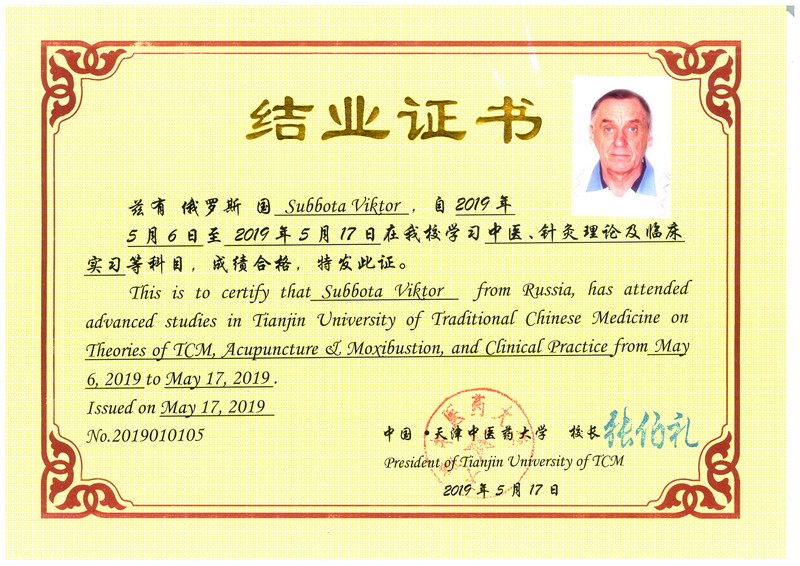 结业证书
兹有 俄罗斯 国 Subbota Viktor ，自 2019 年
5 月 6 日至 2019 年 5 月 17 日在我校学习中医、针灸理论及临床
实习等科目，成绩合格，特发此证。
This is to certify that Subbota Viktor from Russia, has attended
advanced studies in Tianjin University of Traditional Chinese Medicine on
Theories of TCM, Acupuncture & Moxibustion, and Clinical Practice from May
6, 2019 to May 17, 2019 .
Issued on May 17, 2019
No.2019010105
中国 • 天津中医药大学 校长 张伯礼
President of Tianjin University of TCM
2019 年 5 月 17 日